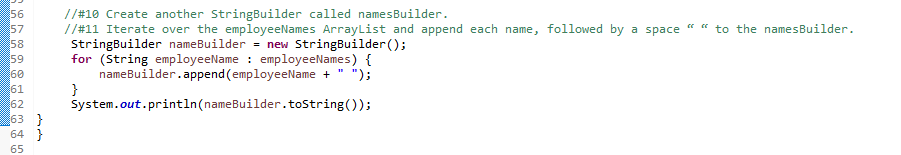 56 //#10 Create another StringBuilder called namesBuilder.
57 //#11 Iterate over the employeeNames ArrayList and append each name, followed by a space “ “ to the namesBuilder.
58 StringBuilder nameBuilder = new StringBuilder();
59 for (String employeeName : employeeNames) {
60 nameBuilder.append(employeeName + " ");
61 }
62 System.out.println(nameBuilder.toString());
63 }
64 }
65